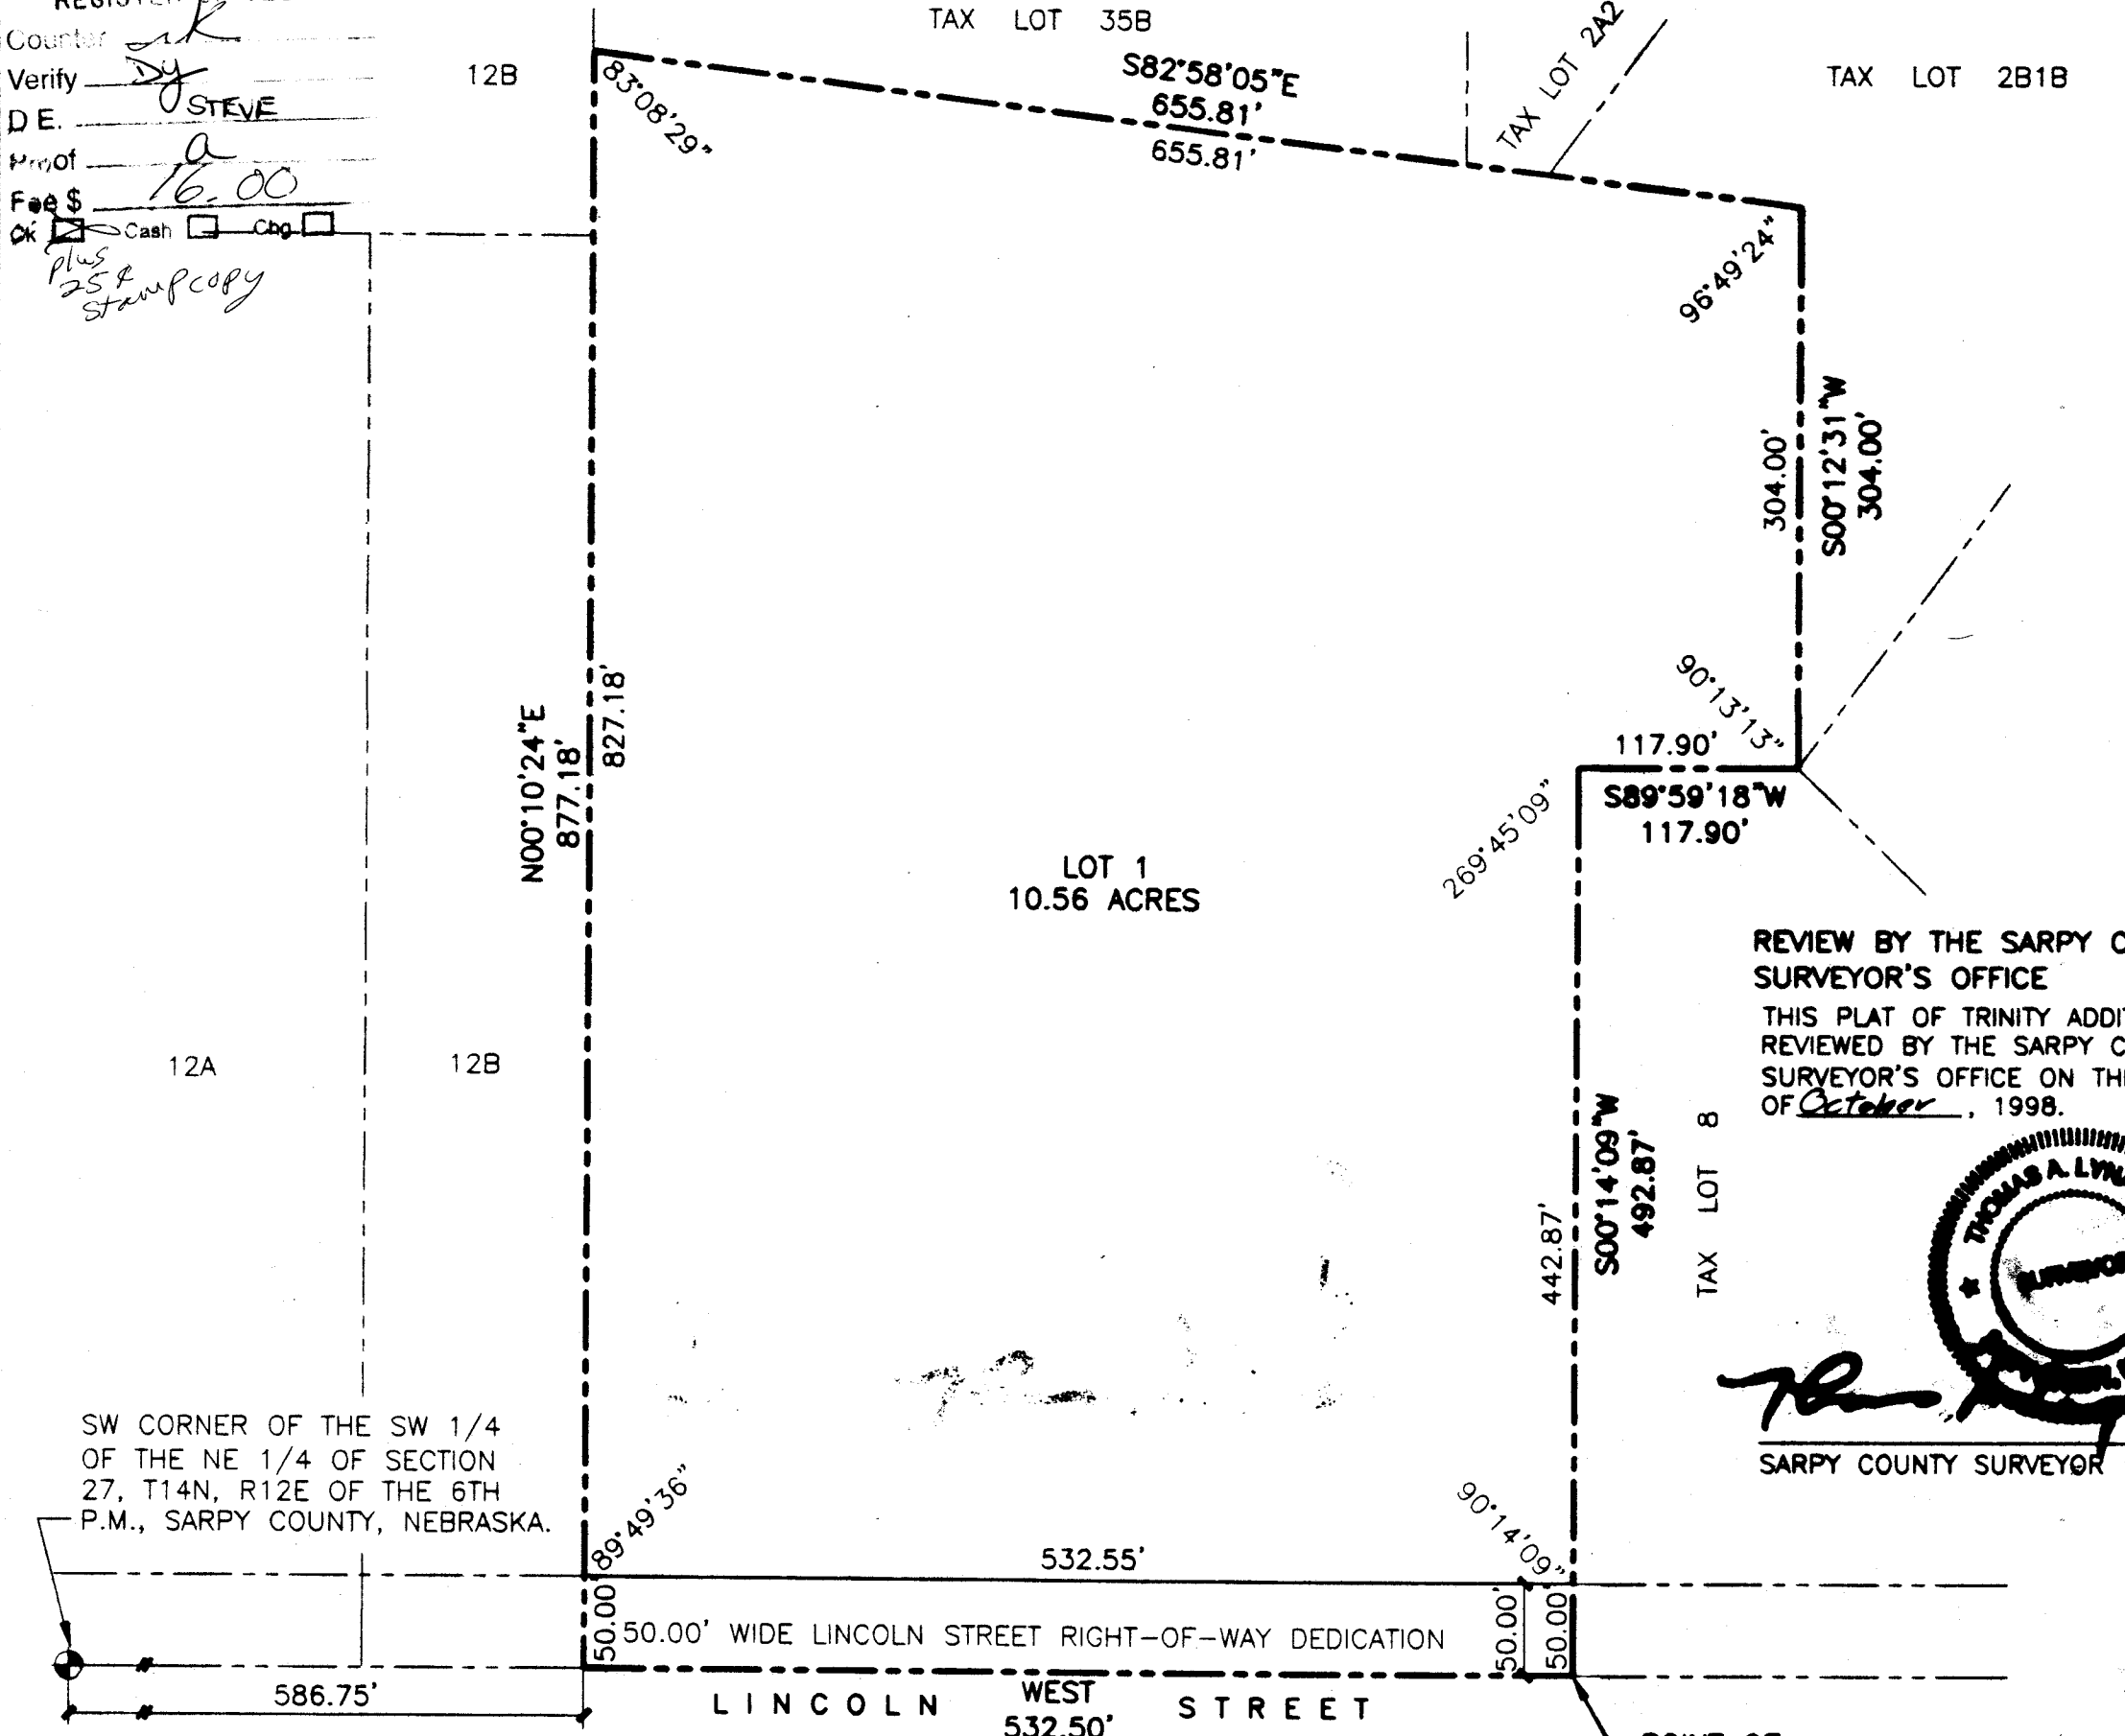 Counter
Verify Dy
D E. STEVE
Proof a
Fee $ 16.00
Ck Cash Chg
plus
25¢
stamp copy
TAX LOT 35B
12B
83°08'29"
S82°58'05"E
655.81'
655.81'
TAX LOT 2A2
TAX LOT 2B1B
96°49'24"
304.00'
S00°12'31"W
304.00'
90°13'13"
117.90'
S89°59'18"W
117.90'
269°45'09"
N00°10'24"E
877.18'
827.18'
LOT 1
10.56 ACRES
12A
12B
REVIEW BY THE SARPY
SURVEYOR'S OFFICE
THIS PLAT OF TRINITY
REVIEWED BY THE SARPY
SURVEYOR'S OFFICE ON
OF October, 1998.
THOMAS A.
S00°14'09"W
492.87'
442.87'
TAX LOT 8
SARPY COUNTY SURVEYOR
SW CORNER OF THE SW 1/4
OF THE NE 1/4 OF SECTION
27, T14N, R12E OF THE 6TH
P.M., SARPY COUNTY, NEBRASKA.
89°49'36"
90°14'09"
532.55'
50.00'
50.00' WIDE LINCOLN STREET RIGHT-OF-WAY DEDICATION
50.00'
50.00'
586.75'
LINCOLN STREET
WEST
532.50'